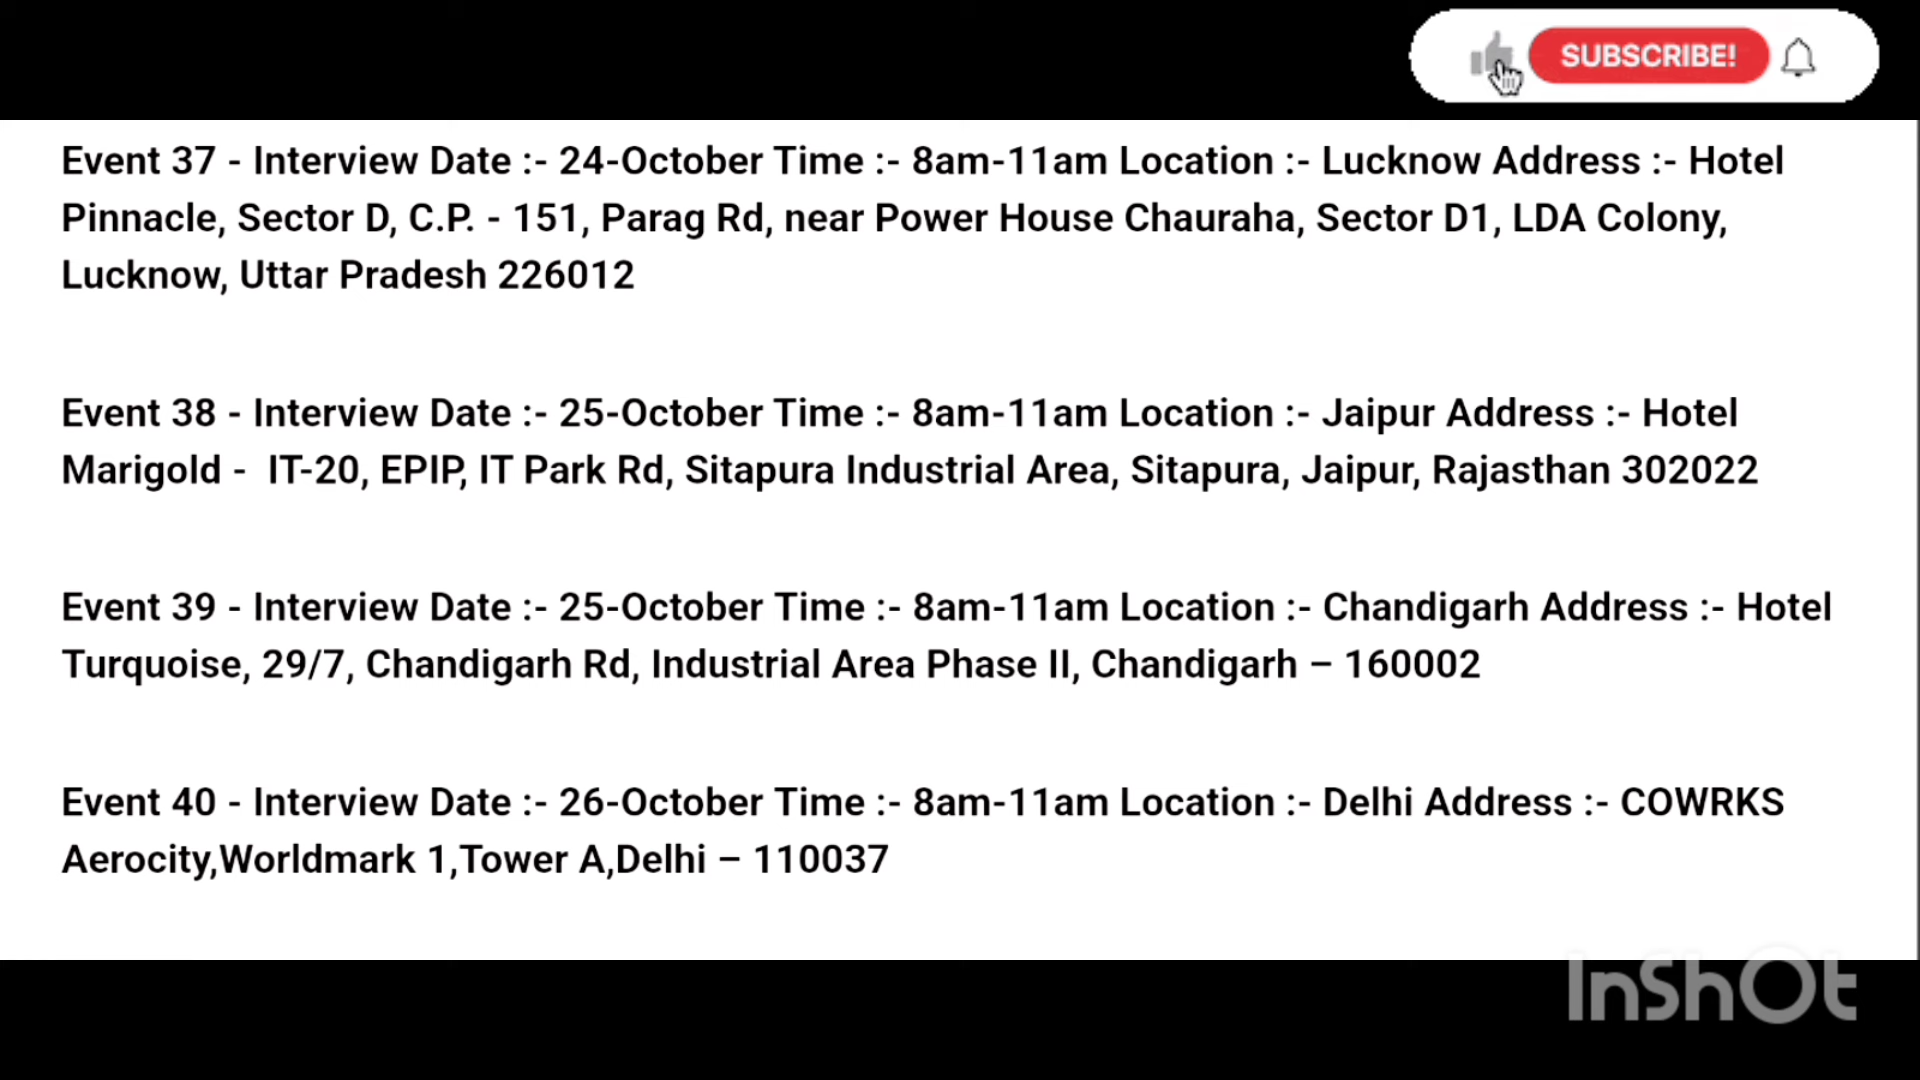 SUBSCRIBE!
Event 37 - Interview Date :- 24-October Time :- 8am-11am Location :- Lucknow Address :- Hotel
Pinnacle, Sector D, C.P. - 151, Parag Rd, near Power House Chauraha, Sector D1, LDA Colony,
Lucknow, Uttar Pradesh 226012
Event 38 - Interview Date :- 25-October Time :- 8am-11am Location :- Jaipur Address :- Hotel
Marigold -  IT-20, EPIP, IT Park Rd, Sitapura Industrial Area, Sitapura, Jaipur, Rajasthan 302022
Event 39 - Interview Date :- 25-October Time :- 8am-11am Location :- Chandigarh Address :- Hotel
Turquoise, 29/7, Chandigarh Rd, Industrial Area Phase II, Chandigarh – 160002
Event 40 - Interview Date :- 26-October Time :- 8am-11am Location :- Delhi Address :- COWRKS
Aerocity,Worldmark 1,Tower A,Delhi – 110037
InShOt